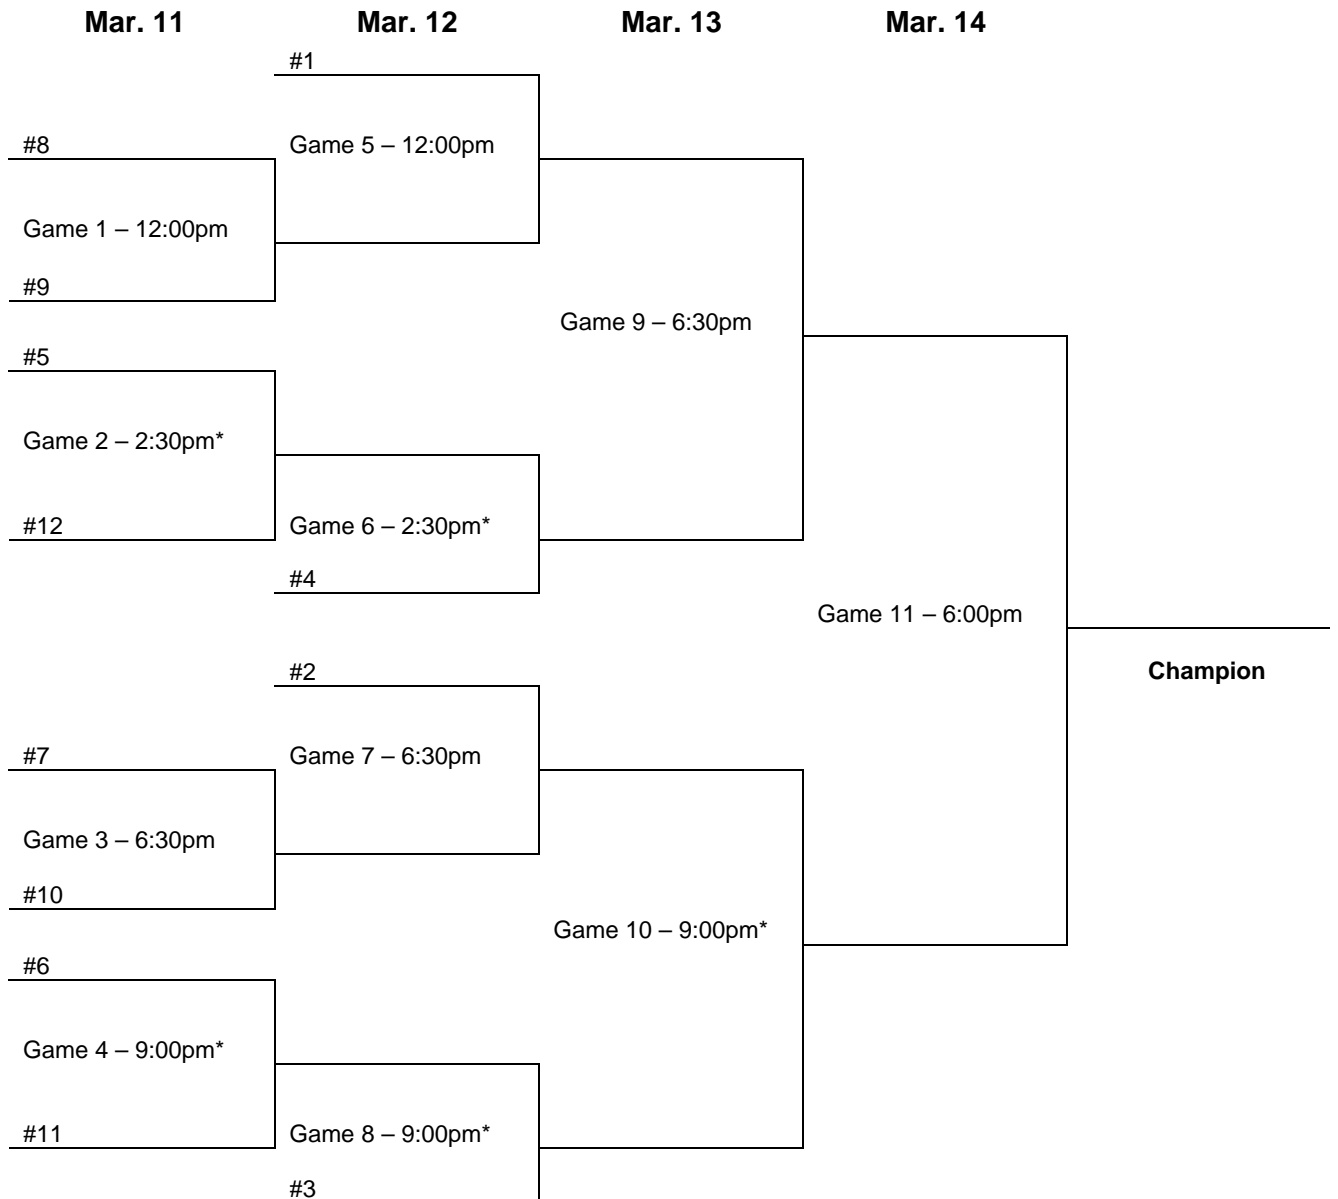 Mar. 11 Mar. 12 Mar. 13 Mar. 14
#1
#8
Game 5 – 12:00pm
Game 1 – 12:00pm
#9
Game 9 – 6:30pm
#5
Game 2 – 2:30pm*
#12
Game 6 – 2:30pm*
#4
Game 11 – 6:00pm
#2
Champion
#7
Game 7 – 6:30pm
Game 3 – 6:30pm
#10
Game 10 – 9:00pm*
#6
Game 4 – 9:00pm*
#11
Game 8 – 9:00pm*
#3